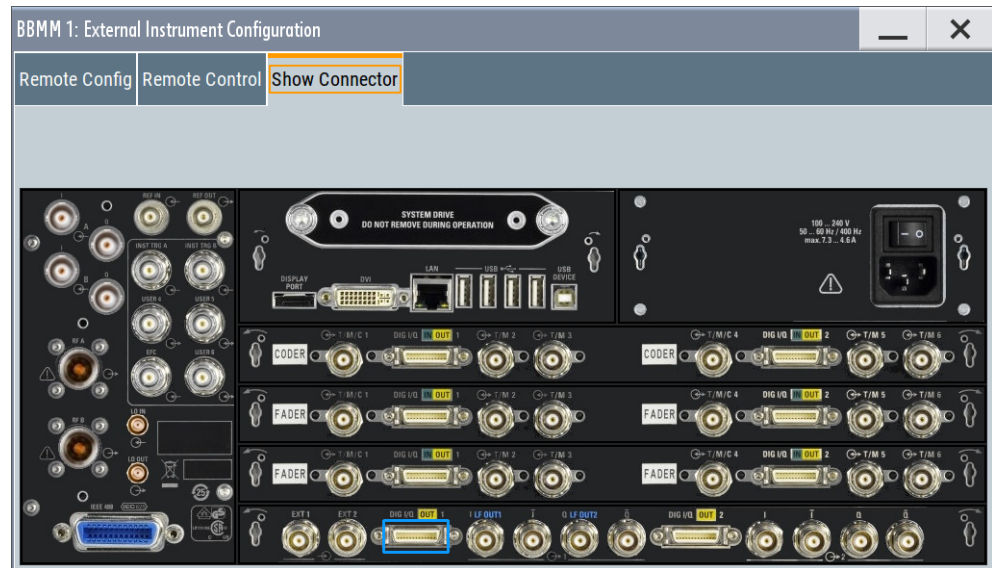 BBMM 1: External Instrument Configuration
Remote Config Remote Control Show Connector
I REF IN REF OUT
A Q
INST TRG A INST TRG B
I
B Q
USER 4 USER 5
RF A
EFC USER 6
RF B
LO IN
LO OUT
25
IEEE 488
SYSTEM DRIVE
DO NOT REMOVE DURING OPERATION
DISPLAY PORT DVI LAN USB USB DEVICE
100 ... 240 V
50 ... 60 Hz / 400 Hz
max. 7.3 ... 4.6 A
T/M/C 1 DIG I/Q IN OUT 1 T/M 2 T/M 3 T/M/C 4 DIG I/Q IN OUT 2 T/M 5 T/M 6
CODER CODER
T/M/C 1 DIG I/Q IN OUT 1 T/M 2 T/M 3 T/M/C 4 DIG I/Q IN OUT 2 T/M 5 T/M 6
FADER FADER
T/M/C 1 DIG I/Q IN OUT 1 T/M 2 T/M 3 T/M/C 4 DIG I/Q IN OUT 2 T/M 5 T/M 6
FADER FADER
EXT 1 EXT 2 DIG I/Q OUT 1 I LF OUT1 Ī Q LF OUT2 Q̄ DIG I/Q OUT 2 I Ī Q Q̄
1 2